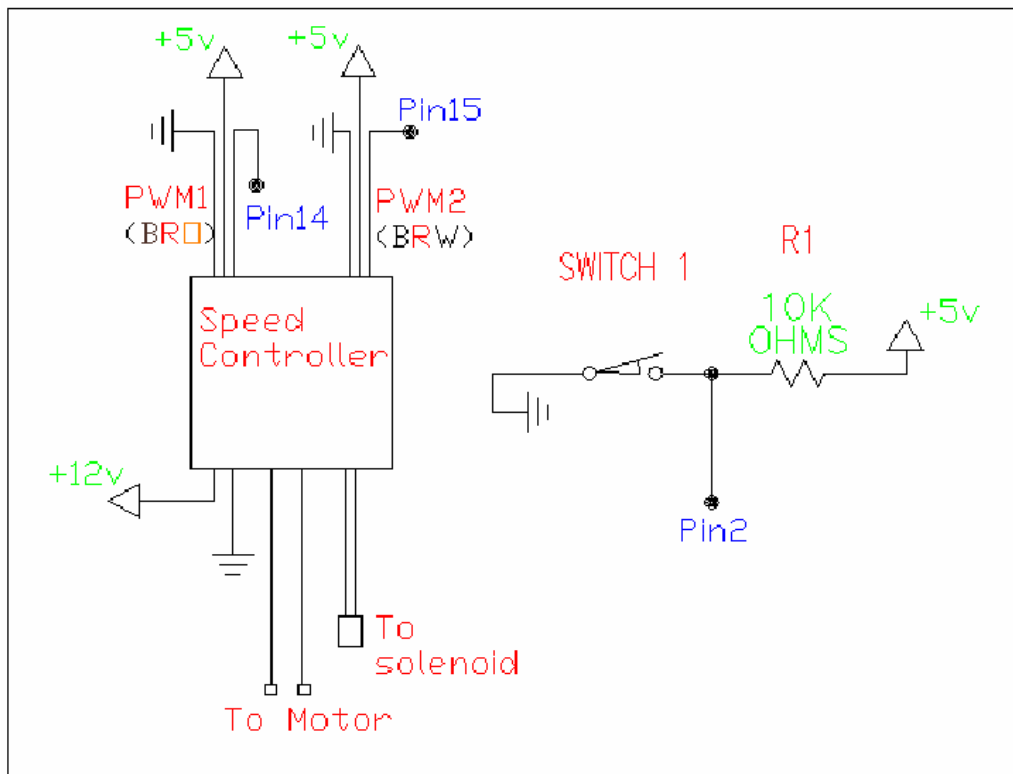 +5v
+5v
Pin15
PWM1
(BRO)
Pin14
PWM2
(BRW)
SWITCH 1
R1
10K
OHMS
+5v
Speed
Controller
+12v
Pin2
To
solenoid
To Motor